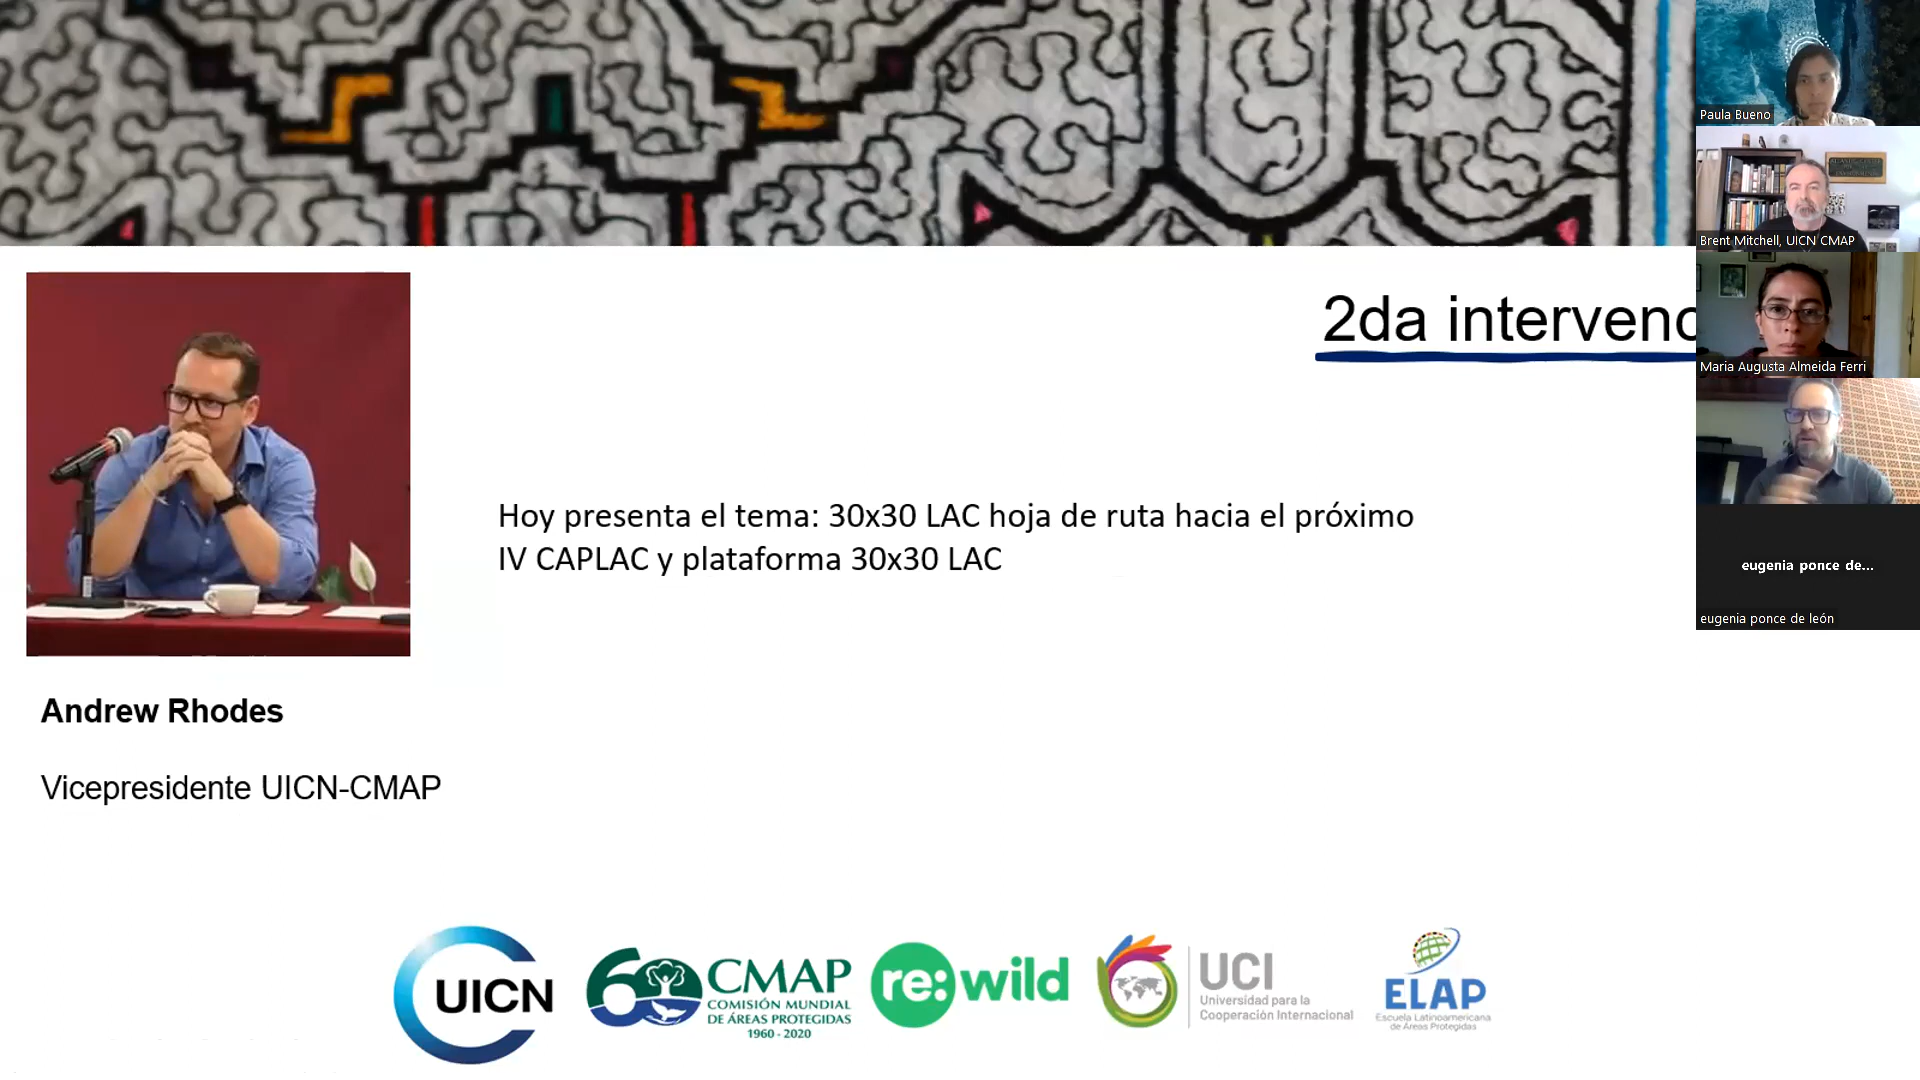 2da intervenc
Hoy presenta el tema: 30x30 LAC hoja de ruta hacia el próximo
IV CAPLAC y plataforma 30x30 LAC
Andrew Rhodes
Vicepresidente UICN-CMAP
UICN
60 CMAP
COMISIÓN MUNDIAL
DE ÁREAS PROTEGIDAS
1960 - 2020
re:wild
UCI
Universidad para la
Cooperación Internacional
ELAP
Escuela Latinoamericana
de Áreas Protegidas
Paula Bueno
Brent Mitchell, UICN CMAP
Maria Augusta Almeida Ferri
eugenia ponce de...
eugenia ponce de león